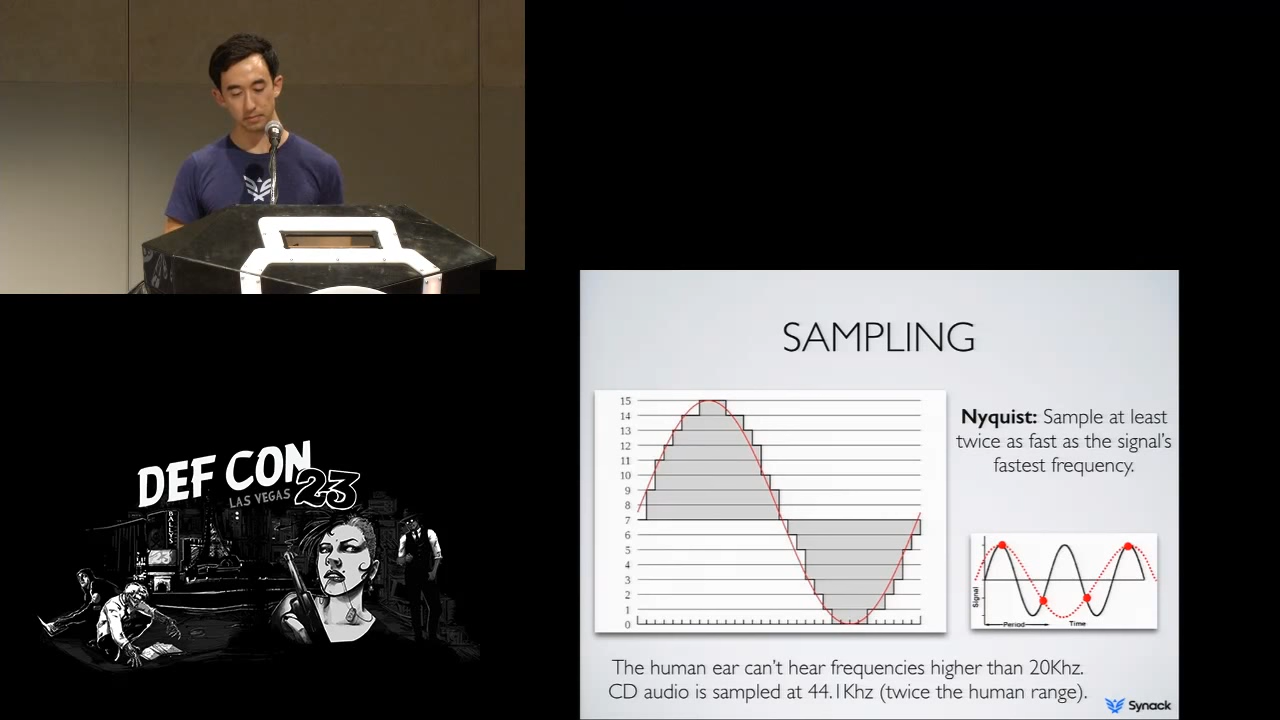 SAMPLING
15
14
13
12
11
10
9
8
7
6
5
4
3
2
1
0
Nyquist: Sample at least
twice as fast as the signal's
fastest frequency.
Signal
Period
Time
The human ear can't hear frequencies higher than 20Khz.
CD audio is sampled at 44.1Khz (twice the human range).
Synack
DEF CON
LAS VEGAS 23
BALLYS